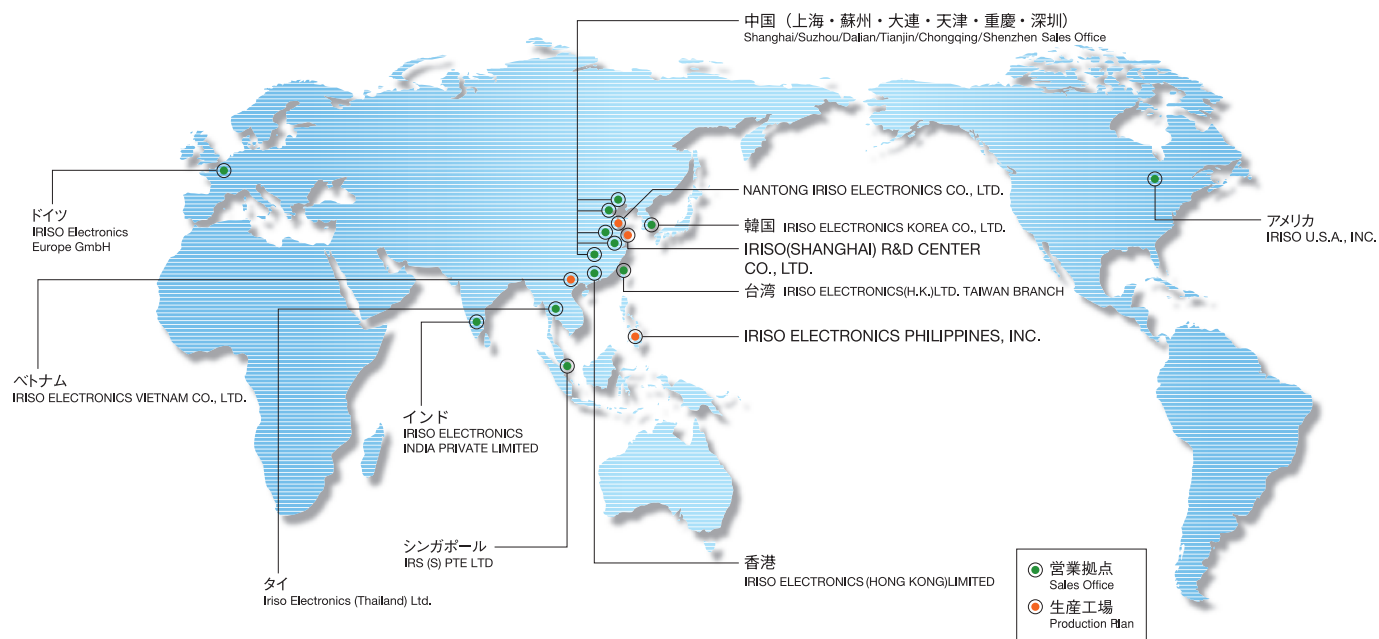 中国（上海・蘇州・大連・天津・重慶・深圳）
Shanghai/Suzhou/Dalian/Tianjin/Chongqing/Shenzhen Sales Office
NANTONG IRISO ELECTRONICS CO., LTD.
韓国 IRISO ELECTRONICS KOREA CO., LTD.
IRISO(SHANGHAI) R&D CENTER
CO., LTD.
台湾 IRISO ELECTRONICS(H.K.)LTD. TAIWAN BRANCH
IRISO ELECTRONICS PHILIPPINES, INC.
アメリカ
IRISO U.S.A., INC.
ドイツ
IRISO Electronics
Europe GmbH
ベトナム
IRISO ELECTRONICS VIETNAM CO., LTD.
インド
IRISO ELECTRONICS
INDIA PRIVATE LIMITED
シンガポール
IRS (S) PTE LTD
タイ
Iriso Electronics (Thailand) Ltd.
香港
IRISO ELECTRONICS (HONG KONG)LIMITED
営業拠点
Sales Office
生産工場
Production Plan